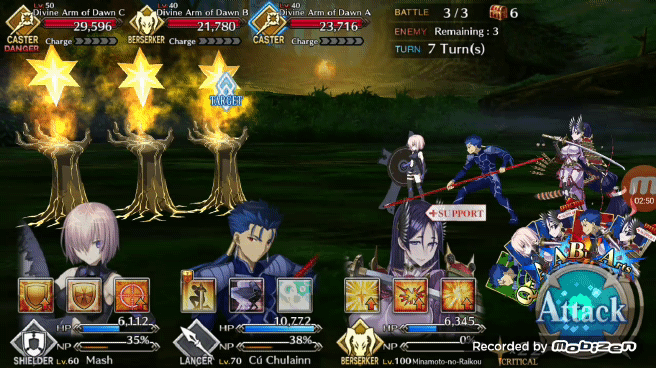 Lv.50
Divine Arm of Dawn C
29,596
CASTER
DANGER
Charge
Lv.40
Divine Arm of Dawn B
21,780
BERSERKER
Charge
Lv.40
Divine Arm of Dawn A
23,716
CASTER
Charge
BATTLE 3/3 6
ENEMY Remaining : 3
TURN 7 Turn(s)
TARGET
02:50
+SUPPORT
Attack
HP 6,112
NP 35%
SHIELDER Lv.60 Mash
HP 10,772
NP 38%
LANCER Lv.70 Cú Chulainn
HP 6,345
NP 0%
BERSERKER Lv.100 Minamoto-no-Raikou
CRITICAL
Recorded by Mobizen